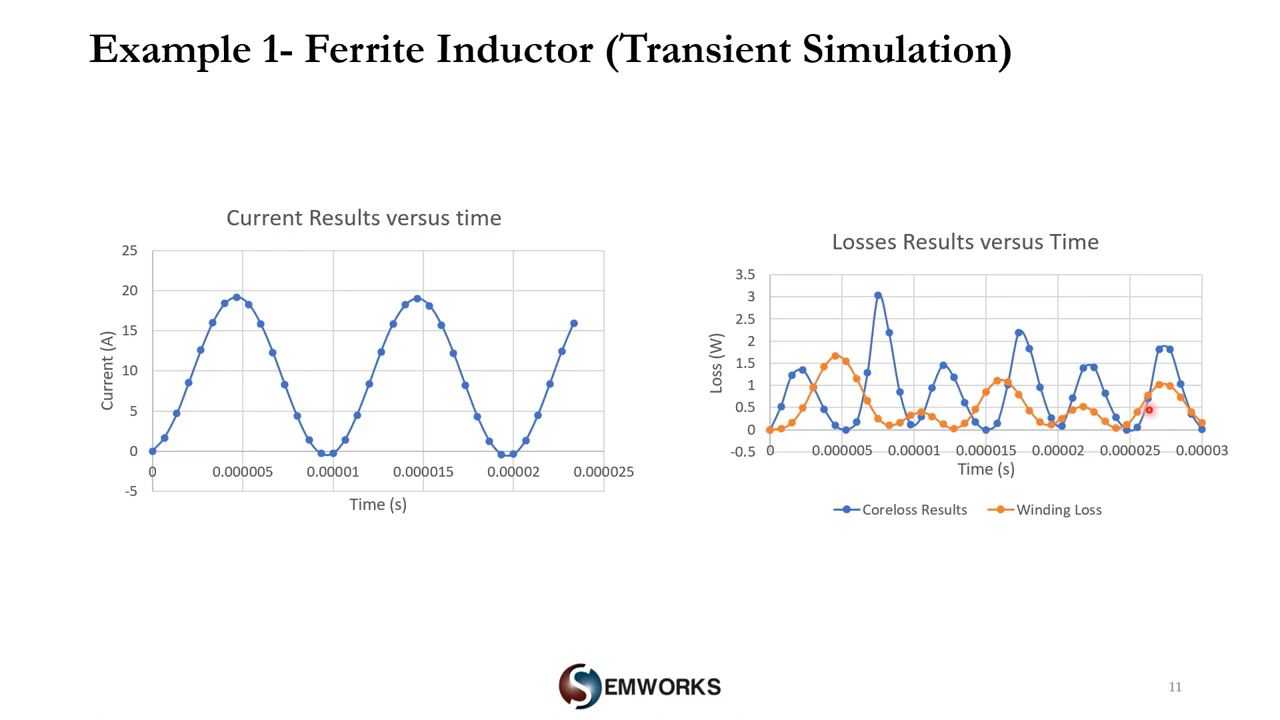 Example 1- Ferrite Inductor (Transient Simulation)
Current Results versus time
25
20
15
10
5
0
-5
Current (A)
0 0.000005 0.00001 0.000015 0.00002 0.000025
Time (s)
Losses Results versus Time
3.5
3
2.5
2
1.5
1
0.5
0
-0.5
Loss (W)
0 0.000005 0.00001 0.000015 0.00002 0.000025 0.00003
Time (s)
Coreloss Results Winding Loss
EMWORKS
11